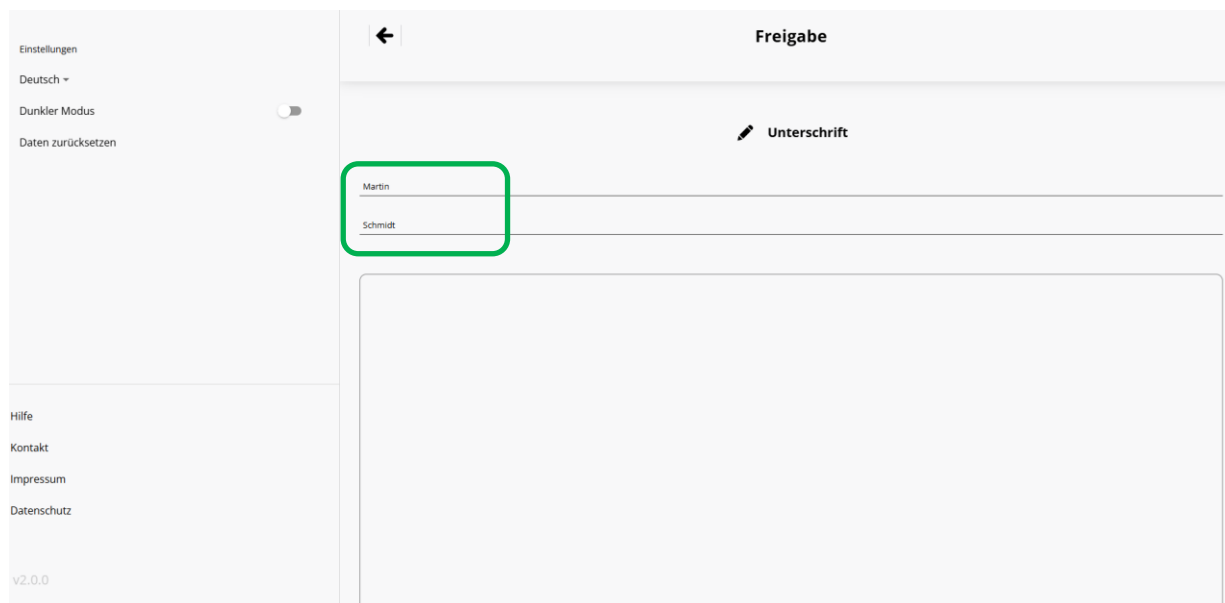 Einstellungen
Deutsch
Dunkler Modus
Daten zurücksetzen
Hilfe
Kontakt
Impressum
Datenschutz
v2.0.0
Freigabe
Unterschrift
Martin
Schmidt